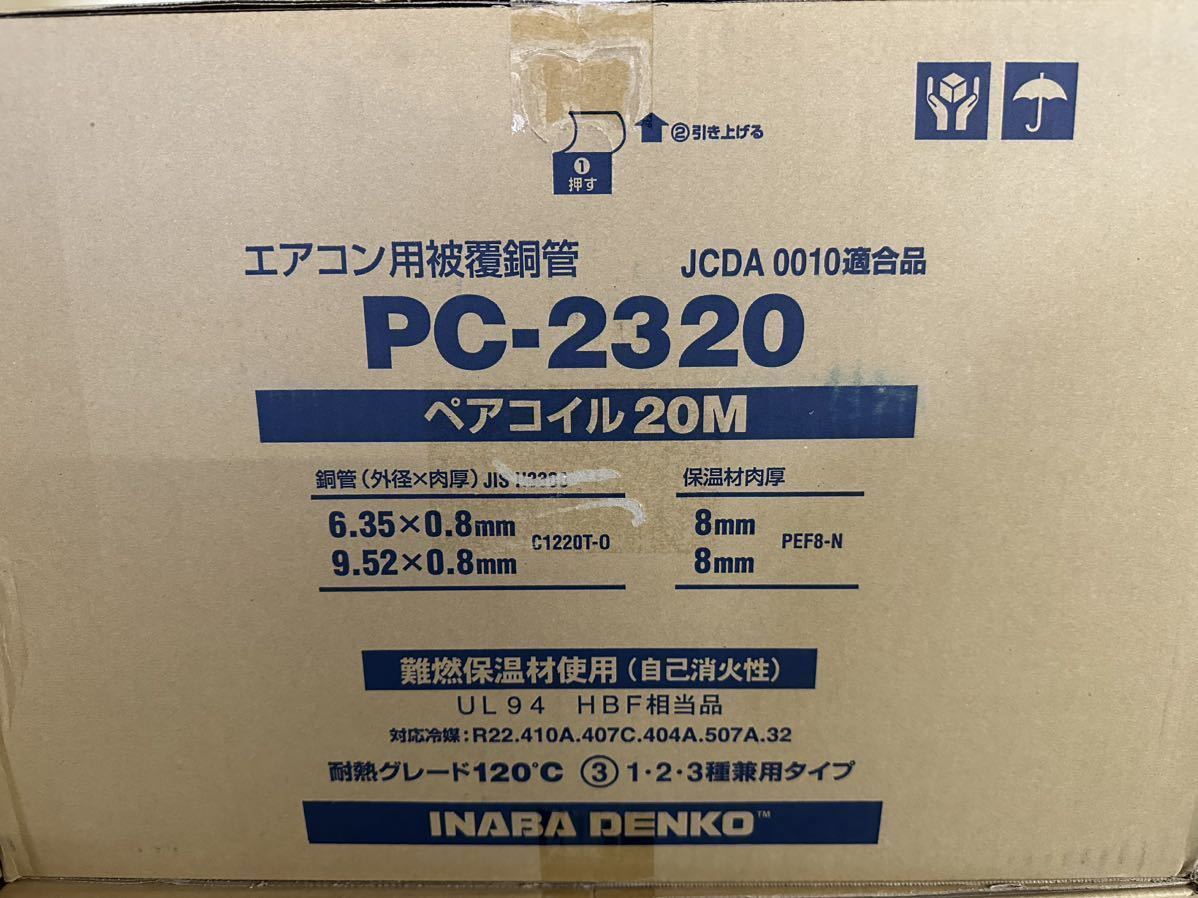 ②引き上げる
①
押す
エアコン用被覆銅管 JCDA 0010適合品
PC-2320
ペアコイル20M
銅管(外径×肉厚)JIS 保温材肉厚
6.35×0.8mm 8mm
C1220T-O PEF8-N
9.52×0.8mm 8mm
難燃保温材使用(自己消火性)
UL94 HBF相当品
対応冷媒:R22.410A.407C.404A.507A.32
耐熱グレード120℃ ③1・2・3種兼用タイプ
INABA DENKO™